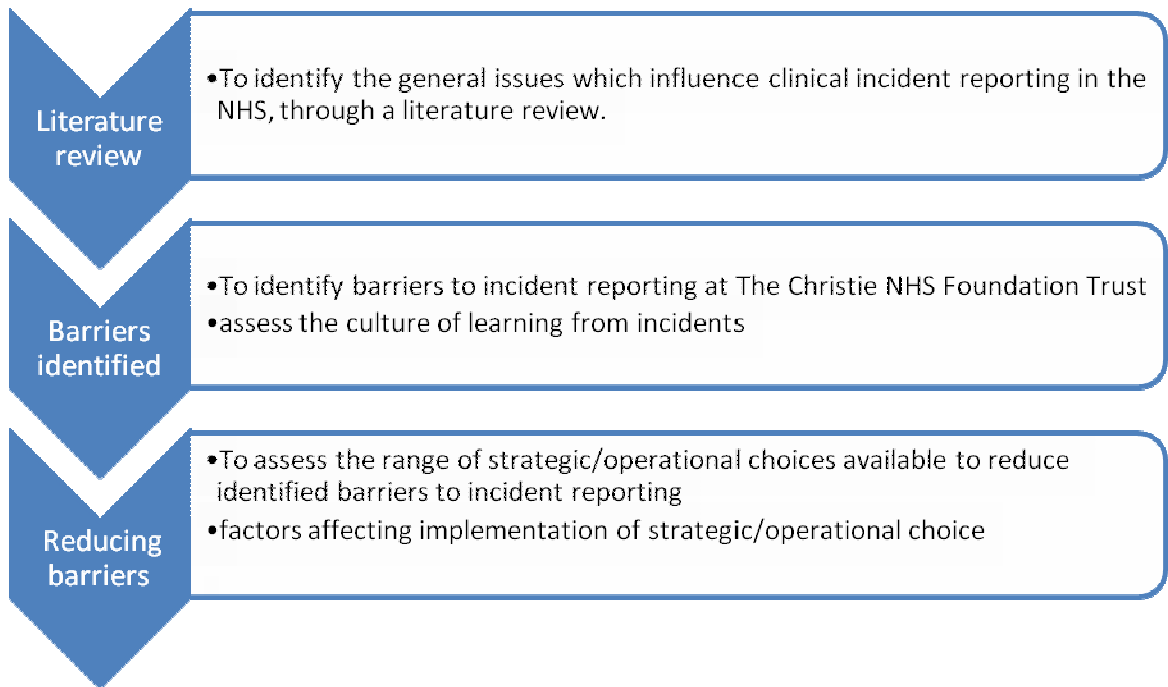 Literature
review
•To identify the general issues which influence clinical incident reporting in the
NHS, through a literature review.
Barriers
identified
•To identify barriers to incident reporting at The Christie NHS Foundation Trust
•assess the culture of learning from incidents
Reducing
barriers
•To assess the range of strategic/operational choices available to reduce
identified barriers to incident reporting
•factors affecting implementation of strategic/operational choice